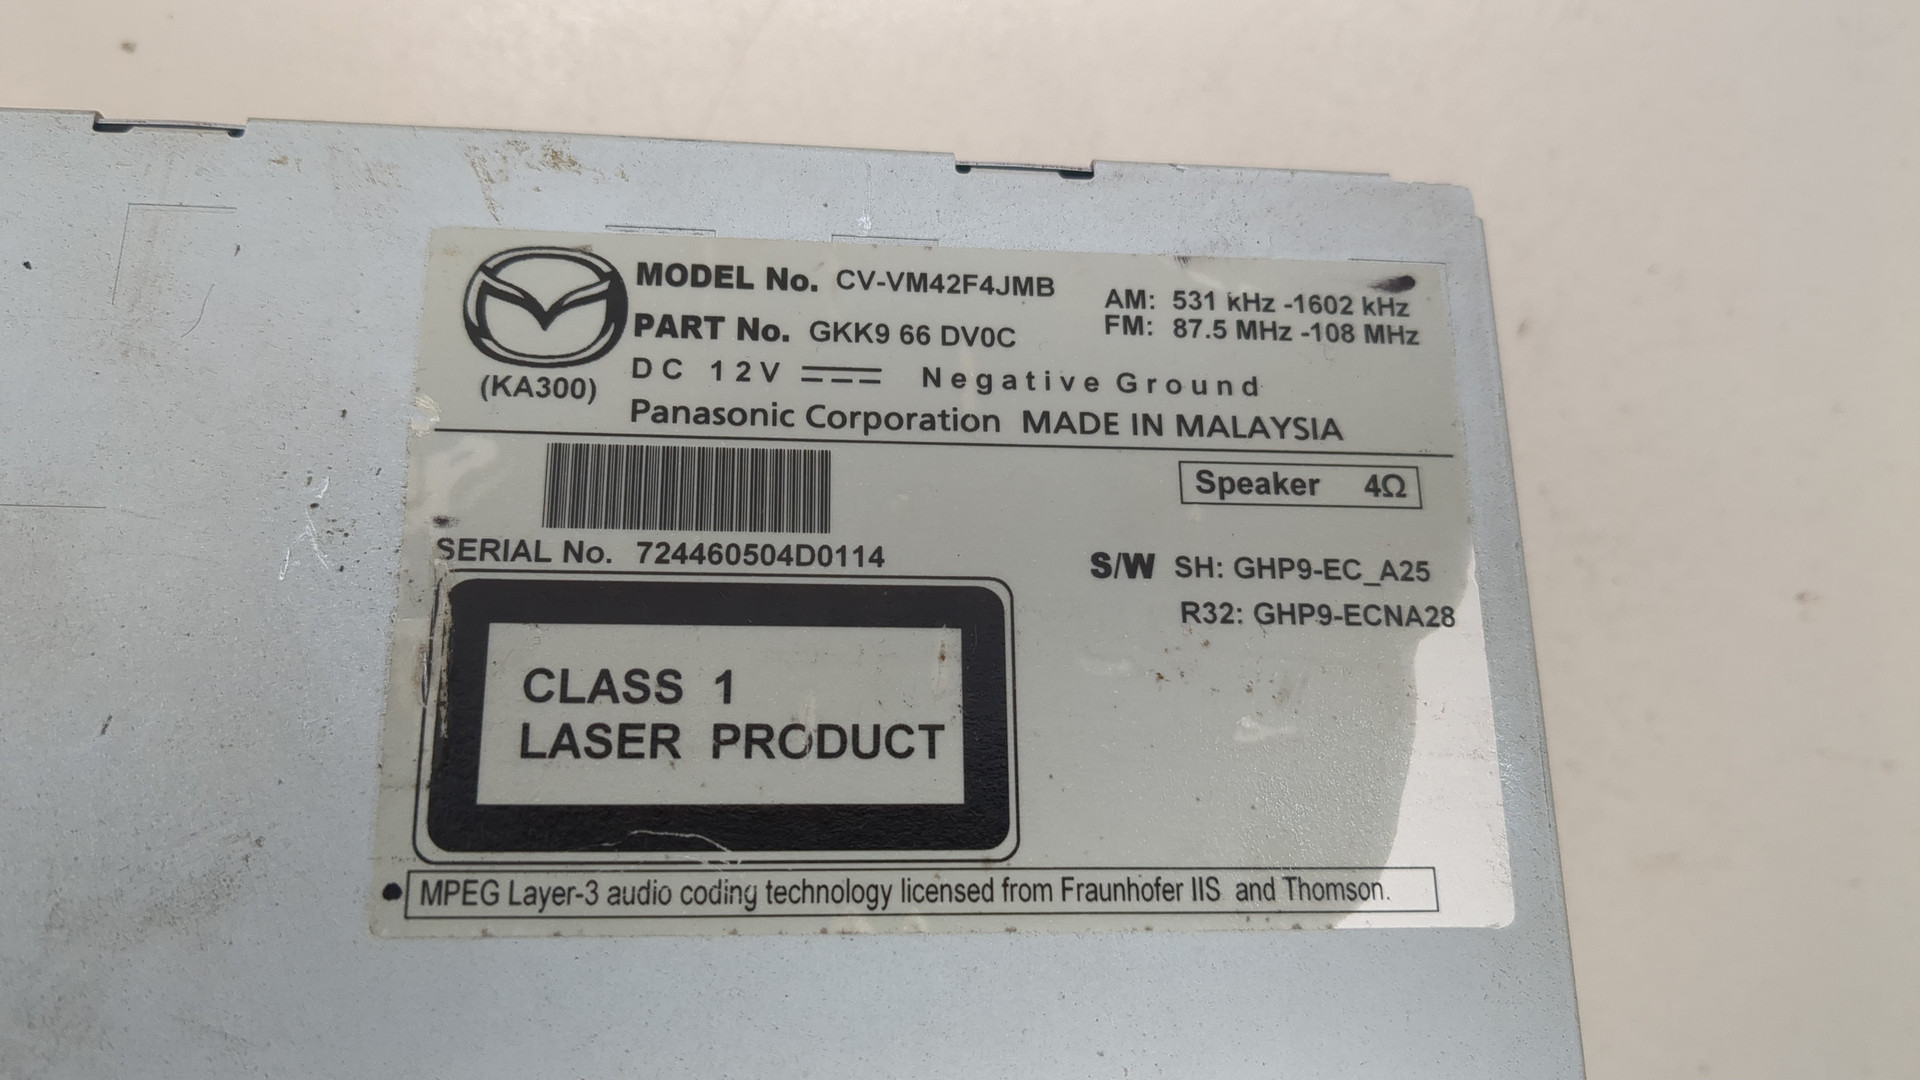 MODEL No. CV-VM42F4JMB
PART No. GKK9 66 DV0C
AM: 531 kHz -1602 kHz
FM: 87.5 MHz -108 MHz
(KA300)
DC 12V Negative Ground
Panasonic Corporation MADE IN MALAYSIA
Speaker 4Ω
SERIAL No. 724460504D0114
S/W SH: GHP9-EC_A25
R32: GHP9-ECNA28
CLASS 1
LASER PRODUCT
MPEG Layer-3 audio coding technology licensed from Fraunhofer IIS and Thomson.